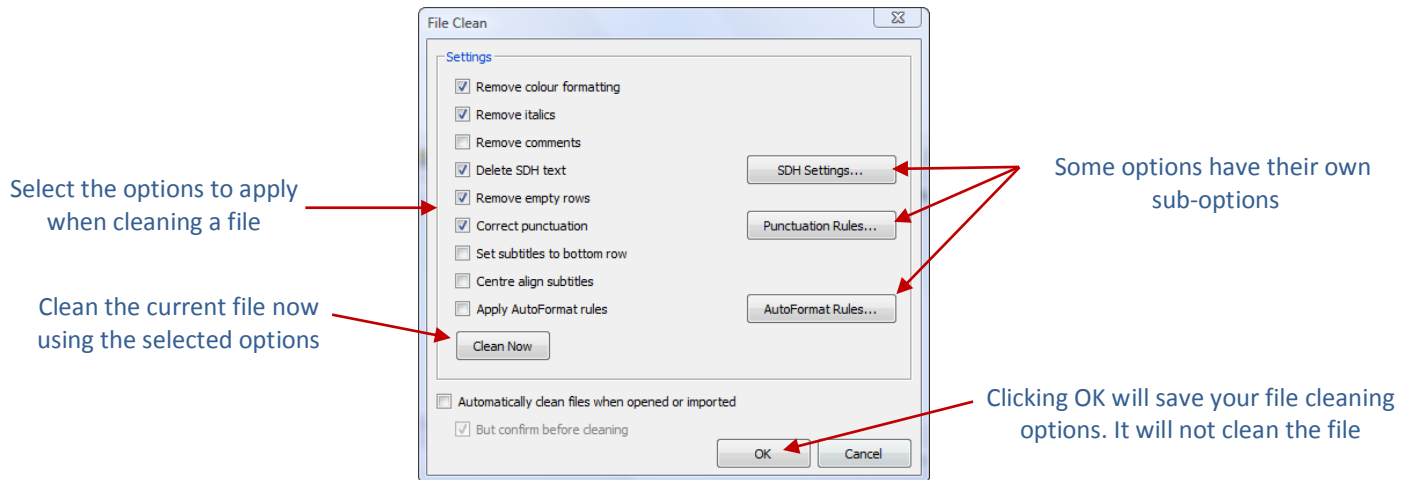 File Clean
Settings
Remove colour formatting
Remove italics
Remove comments
Delete SDH text
SDH Settings...
Remove empty rows
Correct punctuation
Punctuation Rules...
Set subtitles to bottom row
Centre align subtitles
Apply AutoFormat rules
AutoFormat Rules...
Clean Now
Automatically clean files when opened or imported
But confirm before cleaning
OK
Cancel
Select the options to apply
when cleaning a file
Clean the current file now
using the selected options
Some options have their own
sub-options
Clicking OK will save your file cleaning
options. It will not clean the file